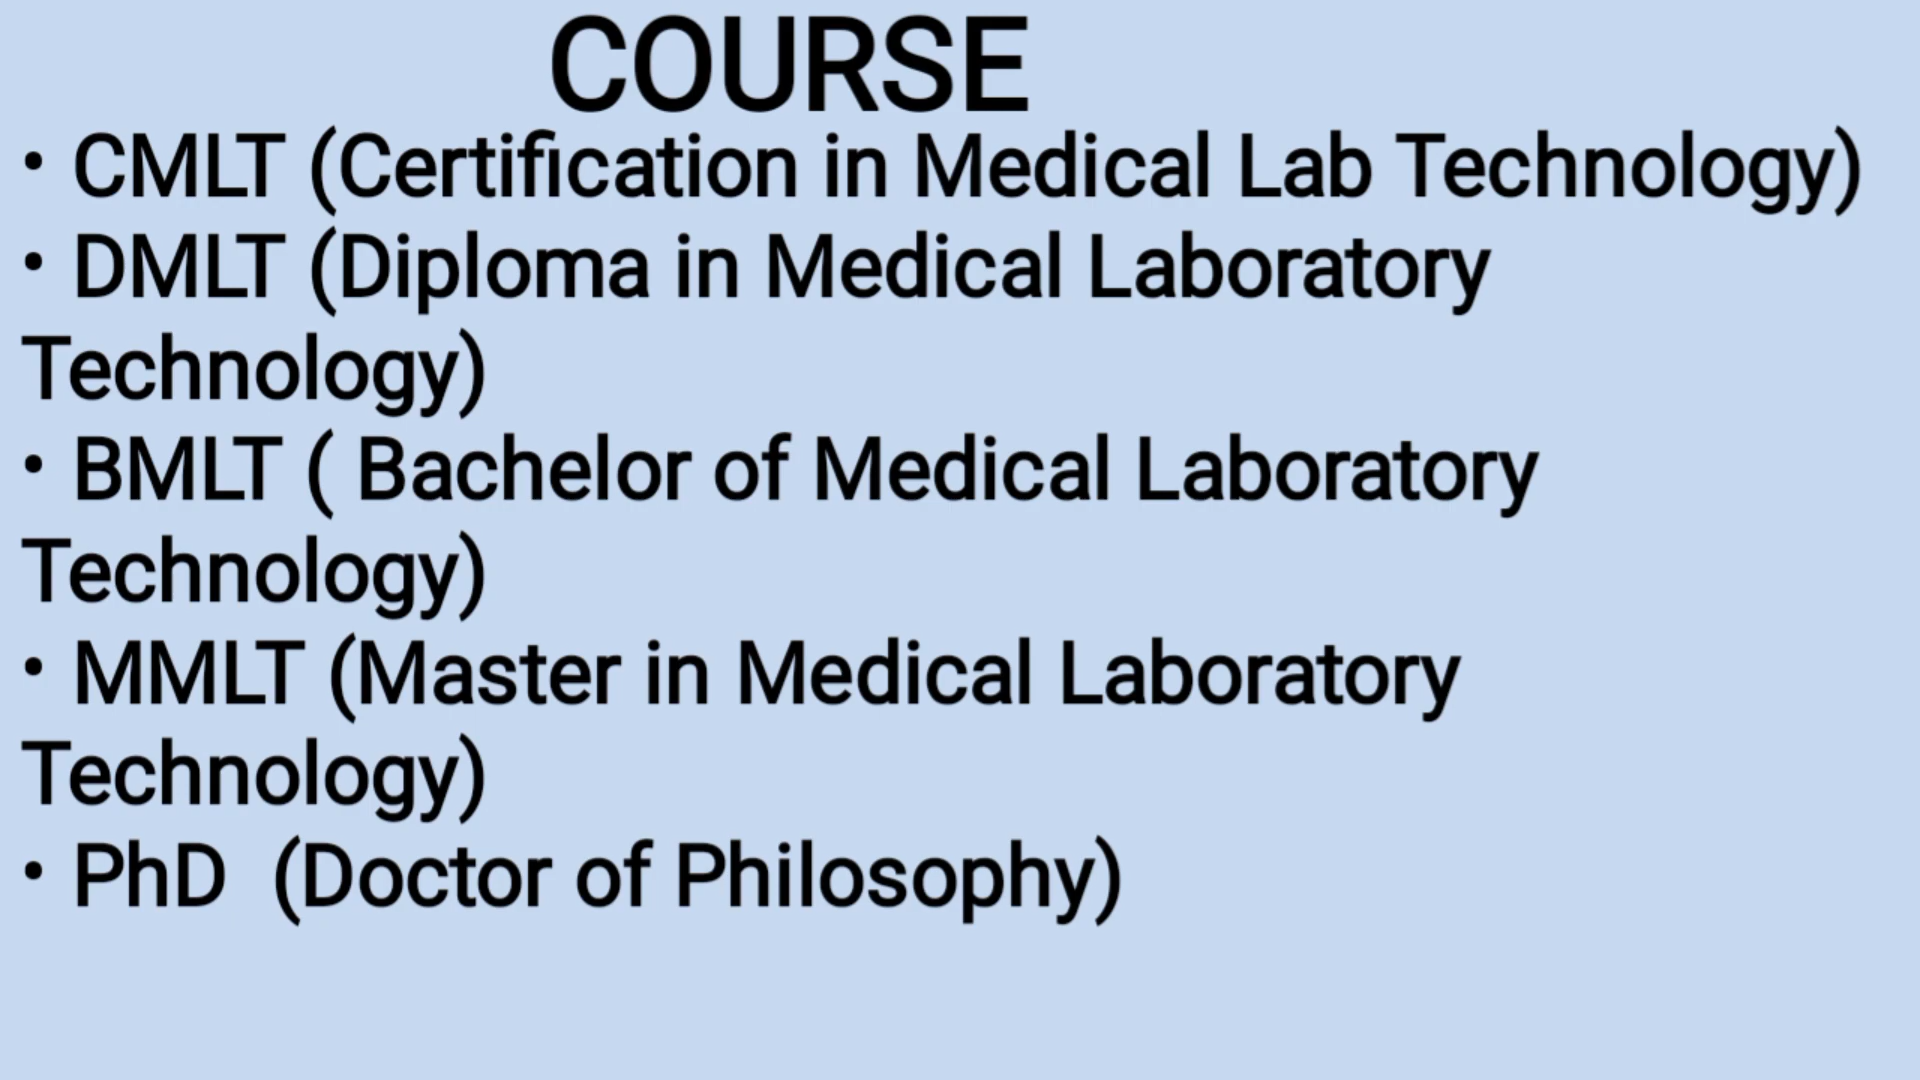 COURSE
• CMLT (Certification in Medical Lab Technology)
• DMLT (Diploma in Medical Laboratory
Technology)
• BMLT ( Bachelor of Medical Laboratory
Technology)
• MMLT (Master in Medical Laboratory
Technology)
• PhD  (Doctor of Philosophy)